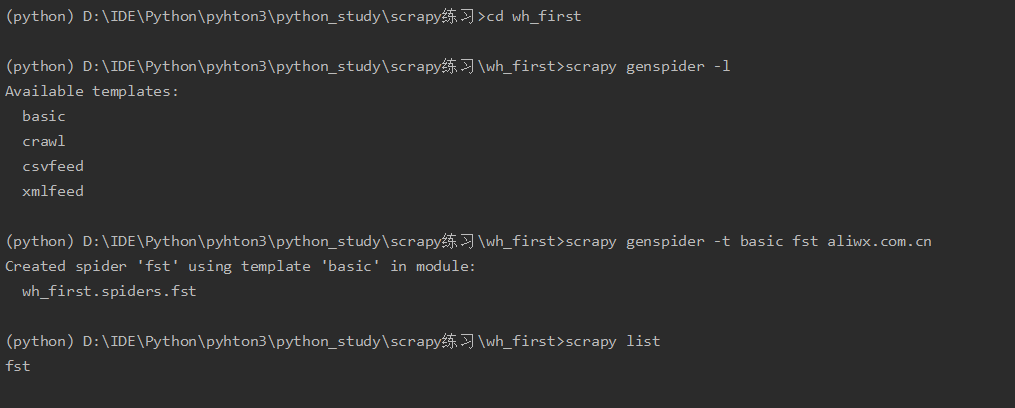 (python) D:\IDE\Python\pyhton3\python_study\scrapy练习>cd wh_first
(python) D:\IDE\Python\pyhton3\python_study\scrapy练习\wh_first>scrapy genspider -l
Available templates:
  basic
  crawl
  csvfeed
  xmlfeed
(python) D:\IDE\Python\pyhton3\python_study\scrapy练习\wh_first>scrapy genspider -t basic fst aliwx.com.cn
Created spider 'fst' using template 'basic' in module:
  wh_first.spiders.fst
(python) D:\IDE\Python\pyhton3\python_study\scrapy练习\wh_first>scrapy list
fst